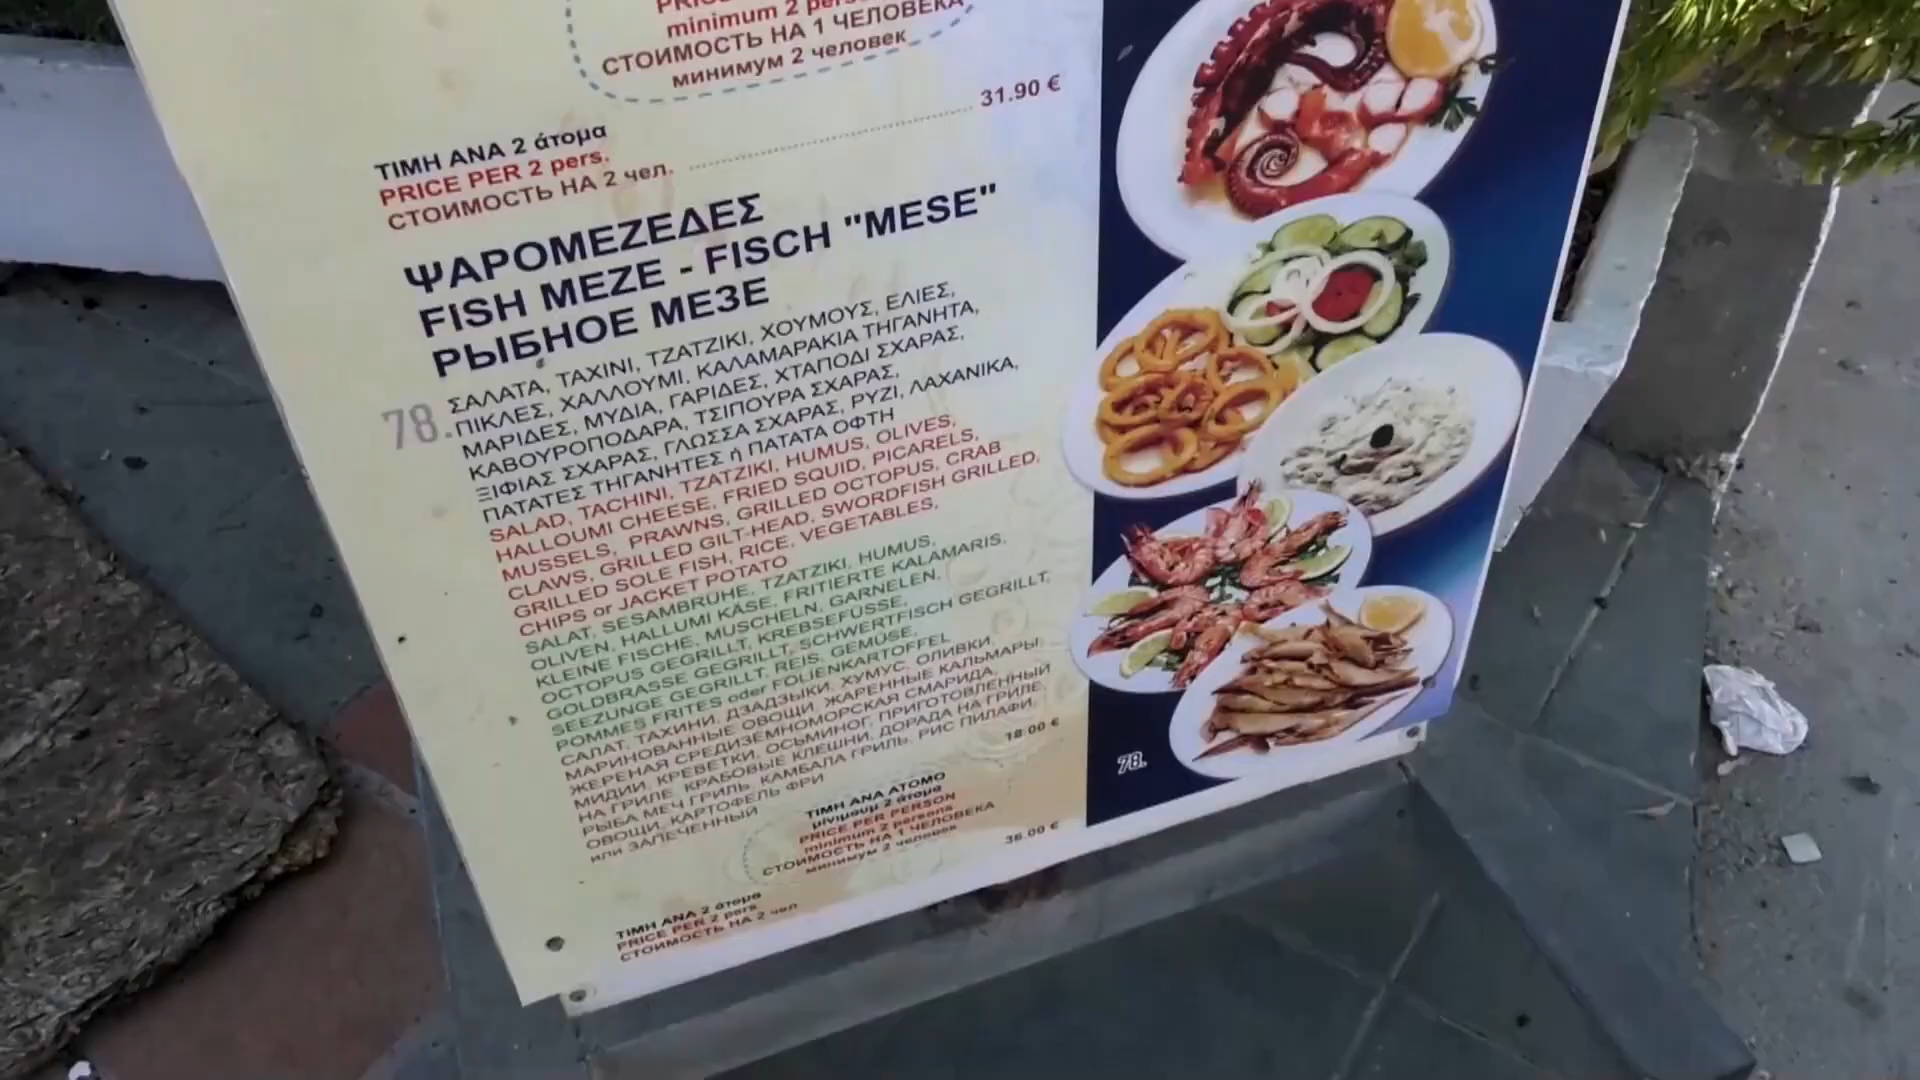 minimum 2
СТОИМОСТЬ НА 1 ЧЕЛОВЕКА
минимум 2 человек
31.90 €
ΤΙΜΗ ΑΝΑ 2 άτομα
PRICE PER 2 pers.
СТОИМОСТЬ НА 2 чел.
ΨΑΡΟΜΕΖΕΔΕΣ
FISH MEZE - FISCH "MESE"
РЫБНОЕ МЕЗЕ
78.
ΣΑΛΑΤΑ, ΤΑΧΙΝΙ, ΤΖΑΤΖΙΚΙ, ΧΟΥΜΟΥΣ, ΕΛΙΕΣ,
ΠΙΚΛΕΣ, ΧΑΛΛΟΥΜΙ, ΚΑΛΑΜΑΡΑΚΙΑ ΤΗΓΑΝΗΤΑ,
ΜΑΡΙΔΕΣ, ΜΥΔΙΑ, ΓΑΡΙΔΕΣ, ΧΤΑΠΟΔΙ ΣΧΑΡΑΣ,
ΚΑΒΟΥΡΟΠΟΔΑΡΑ, ΤΣΙΠΟΥΡΑ ΣΧΑΡΑΣ,
ΞΙΦΙΑΣ ΣΧΑΡΑΣ, ΓΛΩΣΣΑ ΣΧΑΡΑΣ, ΡΥΖΙ, ΛΑΧΑΝΙΚΑ,
ΠΑΤΑΤΕΣ ΤΗΓΑΝΗΤΕΣ ή ΠΑΤΑΤΑ ΟΦΤΗ
SALAD, TACHINI, TZATZIKI, HUMUS, OLIVES,
HALLOUMI CHEESE, FRIED SQUID, PICARELS,
MUSSELS, PRAWNS, GRILLED OCTOPUS, CRAB
CLAWS, GRILLED GILT-HEAD, SWORDFISH GRILLED,
GRILLED SOLE FISH, RICE, VEGETABLES,
CHIPS or JACKET POTATO
SALAT, SESAMBRÜHE, TZATZIKI, HUMUS,
OLIVEN, HALLUMI KÄSE, FRITIERTE KALAMARIS,
KLEINE FISCHE, MUSCHELN, GARNELEN,
OCTOPUS GEGRILLT, KREBSEFÜSSE,
GOLDBRASSE GEGRILLT, SCHWERTFISCH GEGRILLT,
SEEZUNGE GEGRILLT, REIS, GEMÜSE,
POMMES FRITES oder FOLIENKARTOFFEL
САЛАТ, ТАХИНИ, ДЗАДЗЫКИ, ХУМУС, ОЛИВКИ,
МАРИНОВАННЫЕ ОВОЩИ, ЖАРЕННЫЕ КАЛЬМАРЫ,
ЖЕРЕНАЯ СРЕДИЗЕМНОМОРСКАЯ СМАРИДА,
МИДИИ, КРЕВЕТКИ, ОСЬМИНОГ, ПРИГОТОВЛЕННЫЙ
НА ГРИЛЕ, КРАБОВЫЕ КЛЕШНИ, ДОРАДА НА ГРИЛЕ,
РЫБА МЕЧ ГРИЛЬ, КАМБАЛА ГРИЛЬ, РИС ПИЛАФИ,
ОВОЩИ, КАРТОФЕЛЬ ФРИ
или ЗАПЕЧЕННЫЙ
18.00 €
ΤΙΜΗ ΑΝΑ ΑΤΟΜΟ
μίνιμουμ 2 άτομα
PRICE PER PERSON
minimum 2 persons
СТОИМОСТЬ НА 1 ЧЕЛОВЕКА
минимум 2 человек
36.00 €
ΤΙΜΗ ΑΝΑ 2 άτομα
PRICE PER 2 pers.
СТОИМОСТЬ НА 2 чел
78.